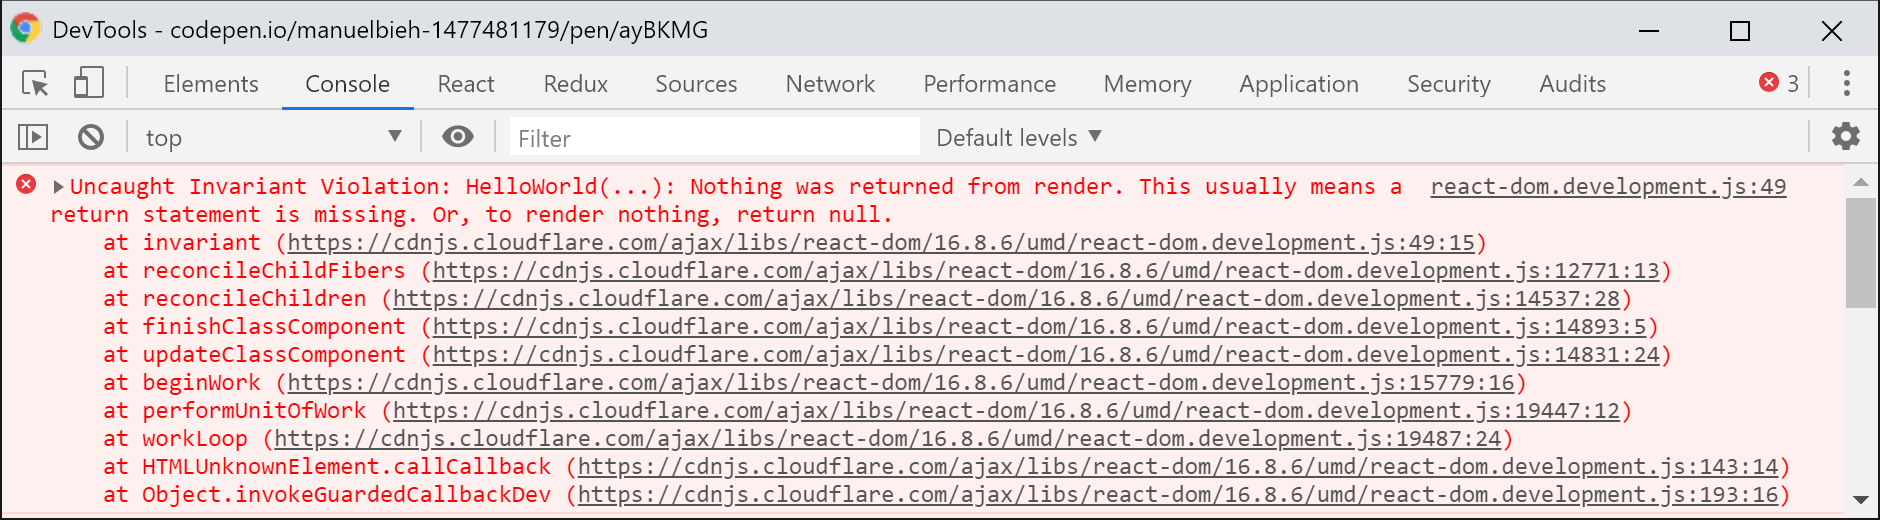 DevTools - codepen.io/manuelbieh-1477481179/pen/ayBKMG
Elements Console React Redux Sources Network Performance Memory Application Security Audits 3
top Filter Default levels
Uncaught Invariant Violation: HelloWorld(...): Nothing was returned from render. This usually means a react-dom.development.js:49
return statement is missing. Or, to render nothing, return null.
at invariant (https://cdnjs.cloudflare.com/ajax/libs/react-dom/16.8.6/umd/react-dom.development.js:49:15)
at reconcileChildFibers (https://cdnjs.cloudflare.com/ajax/libs/react-dom/16.8.6/umd/react-dom.development.js:12771:13)
at reconcileChildren (https://cdnjs.cloudflare.com/ajax/libs/react-dom/16.8.6/umd/react-dom.development.js:14537:28)
at finishClassComponent (https://cdnjs.cloudflare.com/ajax/libs/react-dom/16.8.6/umd/react-dom.development.js:14893:5)
at updateClassComponent (https://cdnjs.cloudflare.com/ajax/libs/react-dom/16.8.6/umd/react-dom.development.js:14831:24)
at beginWork (https://cdnjs.cloudflare.com/ajax/libs/react-dom/16.8.6/umd/react-dom.development.js:15779:16)
at performUnitOfWork (https://cdnjs.cloudflare.com/ajax/libs/react-dom/16.8.6/umd/react-dom.development.js:19447:12)
at workLoop (https://cdnjs.cloudflare.com/ajax/libs/react-dom/16.8.6/umd/react-dom.development.js:19487:24)
at HTMLUnknownElement.callCallback (https://cdnjs.cloudflare.com/ajax/libs/react-dom/16.8.6/umd/react-dom.development.js:143:14)
at Object.invokeGuardedCallbackDev (https://cdnjs.cloudflare.com/ajax/libs/react-dom/16.8.6/umd/react-dom.development.js:193:16)